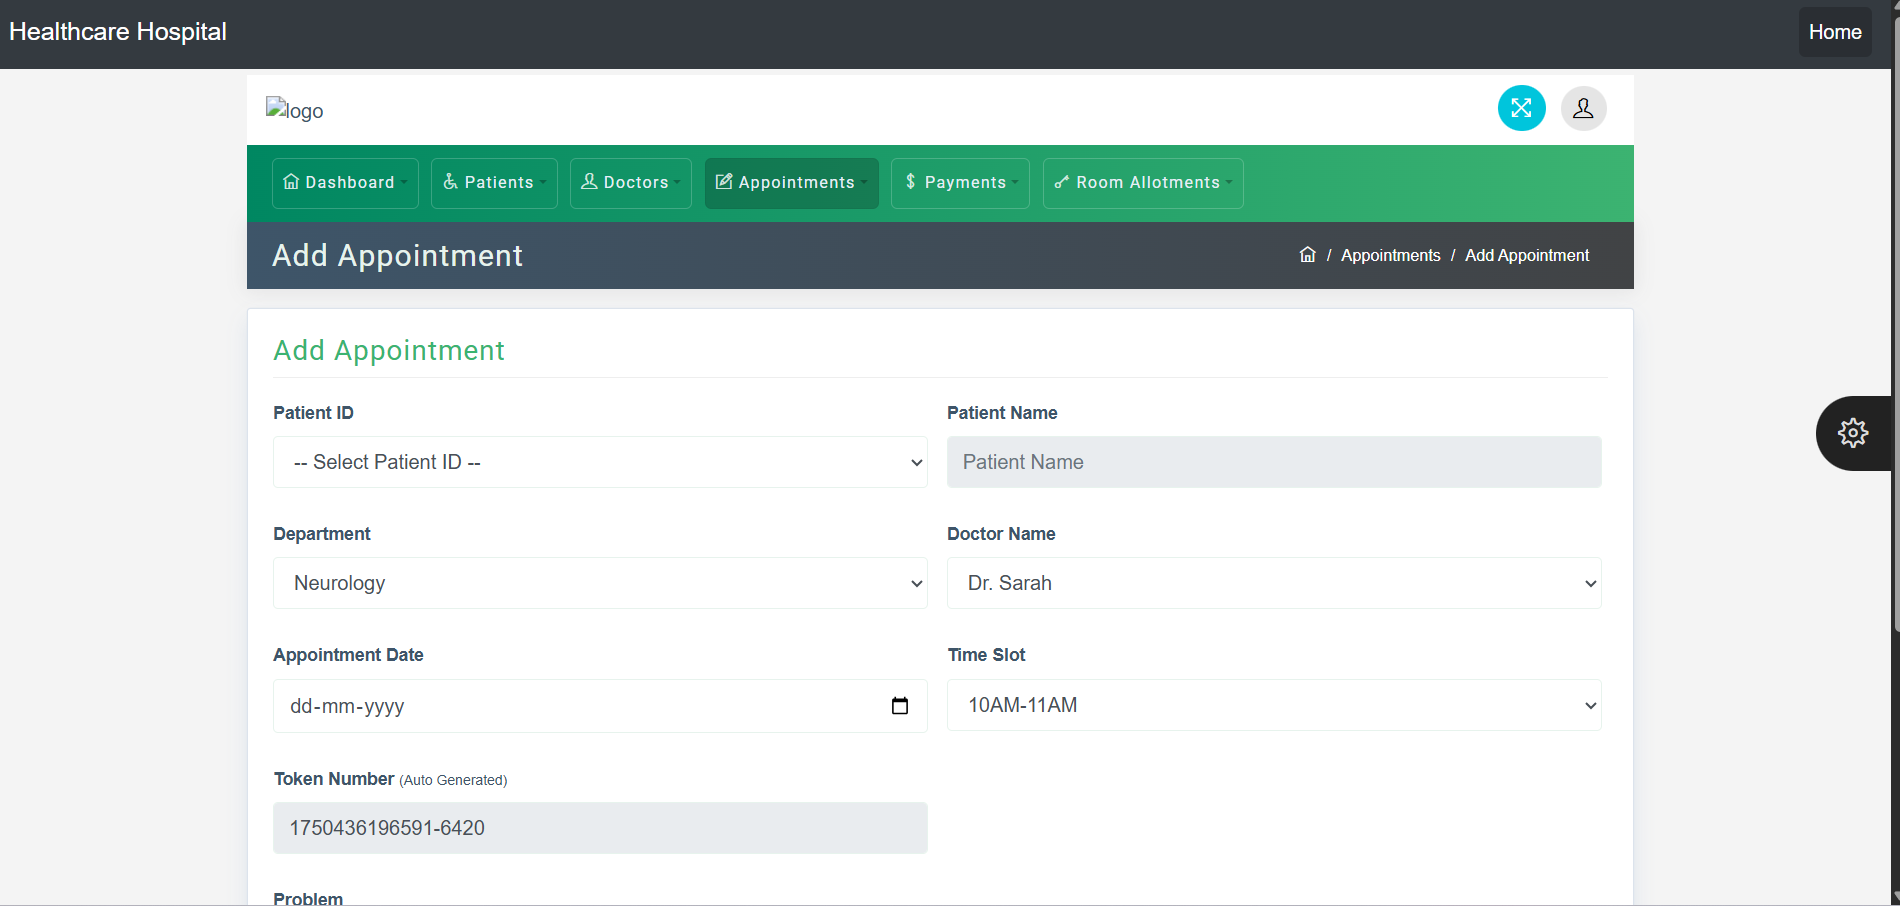 Healthcare Hospital
Home
logo
Dashboard Patients Doctors Appointments Payments Room Allotments
Add Appointment
/ Appointments / Add Appointment
Add Appointment
Patient ID
Patient Name
-- Select Patient ID --
Patient Name
Department
Doctor Name
Neurology
Dr. Sarah
Appointment Date
Time Slot
dd-mm-yyyy
10AM-11AM
Token Number (Auto Generated)
1750436196591-6420
Problem